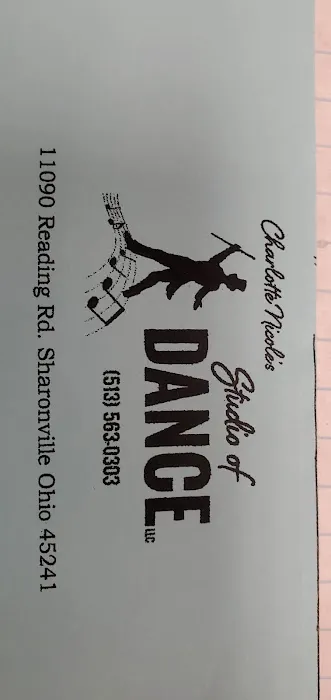 Charlotte Nicole's
Studio of
DANCE LLC
(513) 563-0303
11090 Reading Rd. Sharonville Ohio 45241